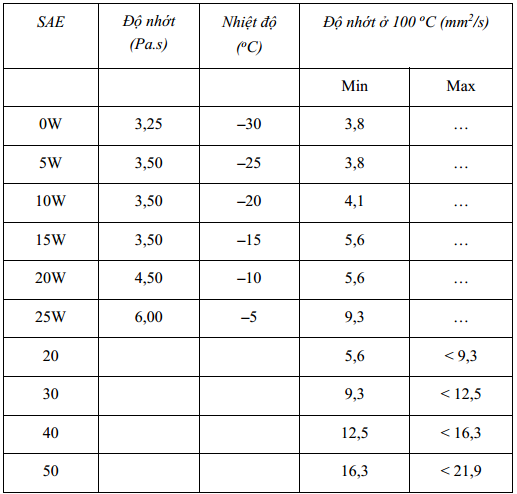 SAE Độ nhớt Nhiệt độ Độ nhớt ở 100 ºC (mm²/s)
(Pa.s) (ºC)
Min Max
0W 3,25 –30 3,8 …
5W 3,50 –25 3,8 …
10W 3,50 –20 4,1 …
15W 3,50 –15 5,6 …
20W 4,50 –10 5,6 …
25W 6,00 –5 9,3 …
20 5,6 < 9,3
30 9,3 < 12,5
40 12,5 < 16,3
50 16,3 < 21,9